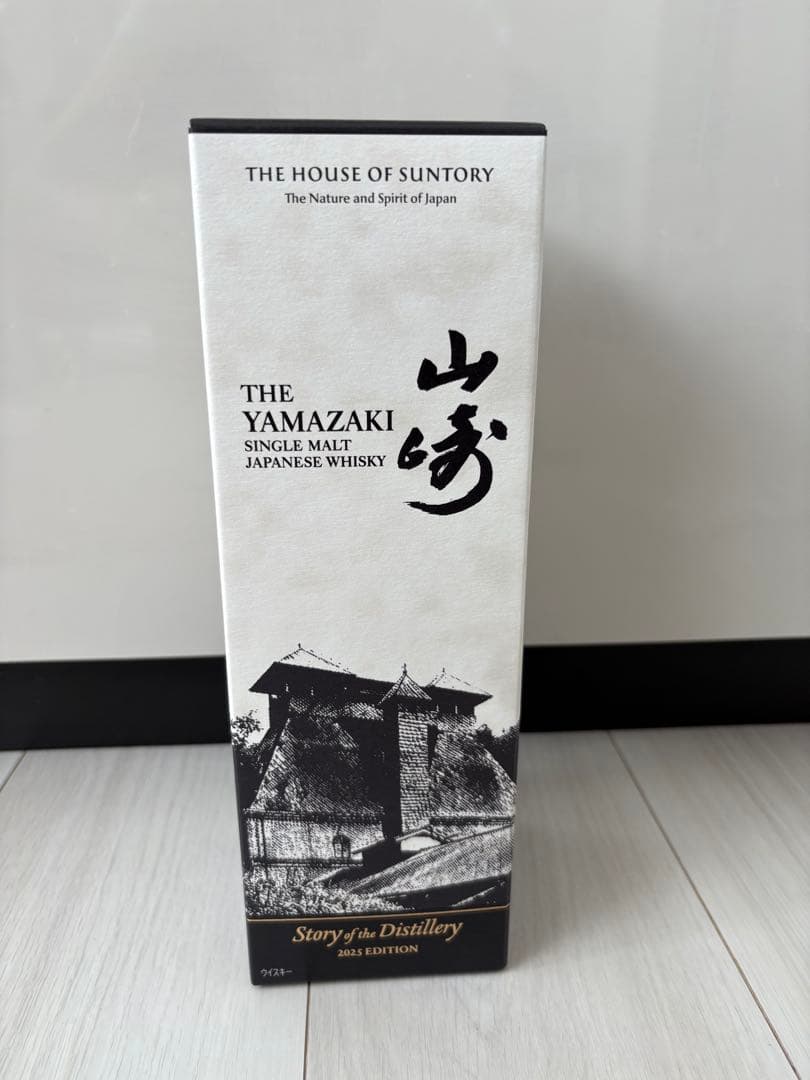 THE HOUSE OF SUNTORY
The Nature and Spirit of Japan
THE
YAMAZAKI
SINGLE MALT
JAPANESE WHISKY
山崎
Story of the Distillery
2025 EDITION
ウイスキー